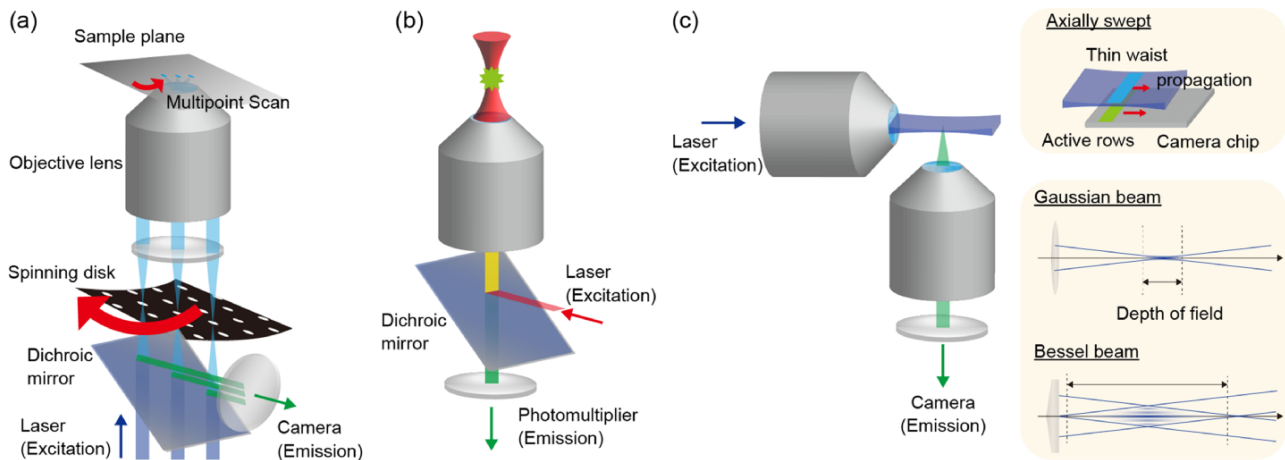 (a)
Sample plane
Multipoint Scan
Objective lens
Spinning disk
Dichroic
mirror
Laser
(Excitation)
Camera
(Emission)
(b)
Laser
(Excitation)
Dichroic
mirror
Photomultiplier
(Emission)
(c)
Laser
(Excitation)
Camera
(Emission)
Axially swept
Thin waist
propagation
Active rows
Camera chip
Gaussian beam
Depth of field
Bessel beam